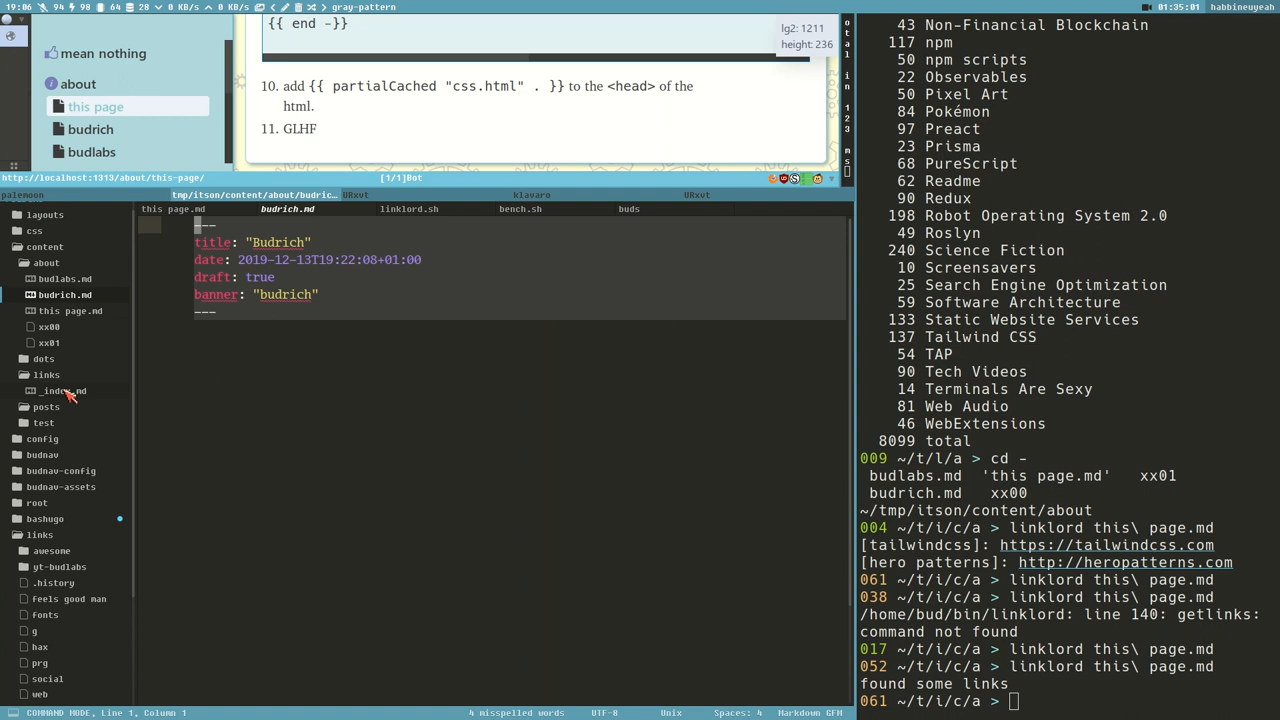 19:06 94 98 64 28 0 KB/s 0 KB/s > gray-pattern
01:35:01 habbineuyeah
mean nothing
about
this page
budrich
budlabs
{{ end -}}
10. add {{ partialCached "css.html" . }} to the <head> of the
html.
11. GLHF
lg2: 1211
height: 236
http://localhost:1313/about/this-page/
[1/1]Bot
palemoon
tmp/itson/content/about/budric...
URxvt
klavaro
URxvt
layouts
css
content
about
budlabs.md
budrich.md
this page.md
xx00
xx01
dots
links
_index.md
posts
test
config
budnav
budnav-config
budnav-assets
root
bashugo
links
awesome
yt-budlabs
.history
feels good man
fonts
g
hax
prg
social
web
this page.md
budrich.md
linklord.sh
bench.sh
buds
---
title: "Budrich"
date: 2019-12-13T19:22:08+01:00
draft: true
banner: "budrich"
---
COMMAND MODE, Line 1, Column 1
4 misspelled words
UTF-8
Unix
Spaces: 4
Markdown GFM
43 Non-Financial Blockchain
117 npm
50 npm scripts
22 Observables
50 Pixel Art
84 Pokémon
97 Preact
23 Prisma
68 PureScript
62 Readme
90 Redux
198 Robot Operating System 2.0
49 Roslyn
240 Science Fiction
10 Screensavers
25 Search Engine Optimization
59 Software Architecture
133 Static Website Services
137 Tailwind CSS
54 TAP
90 Tech Videos
14 Terminals Are Sexy
81 Web Audio
46 WebExtensions
8099 total
009 ~/t/l/a > cd -
budlabs.md 'this page.md' xx01
budrich.md xx00
~/tmp/itson/content/about
004 ~/t/i/c/a > linklord this\ page.md
[tailwindcss]: https://tailwindcss.com
[hero patterns]: http://heropatterns.com
061 ~/t/i/c/a > linklord this\ page.md
038 ~/t/i/c/a > linklord this\ page.md
/home/bud/bin/linklord: line 140: getlinks:
command not found
017 ~/t/i/c/a > linklord this\ page.md
052 ~/t/i/c/a > linklord this\ page.md
found some links
061 ~/t/i/c/a >